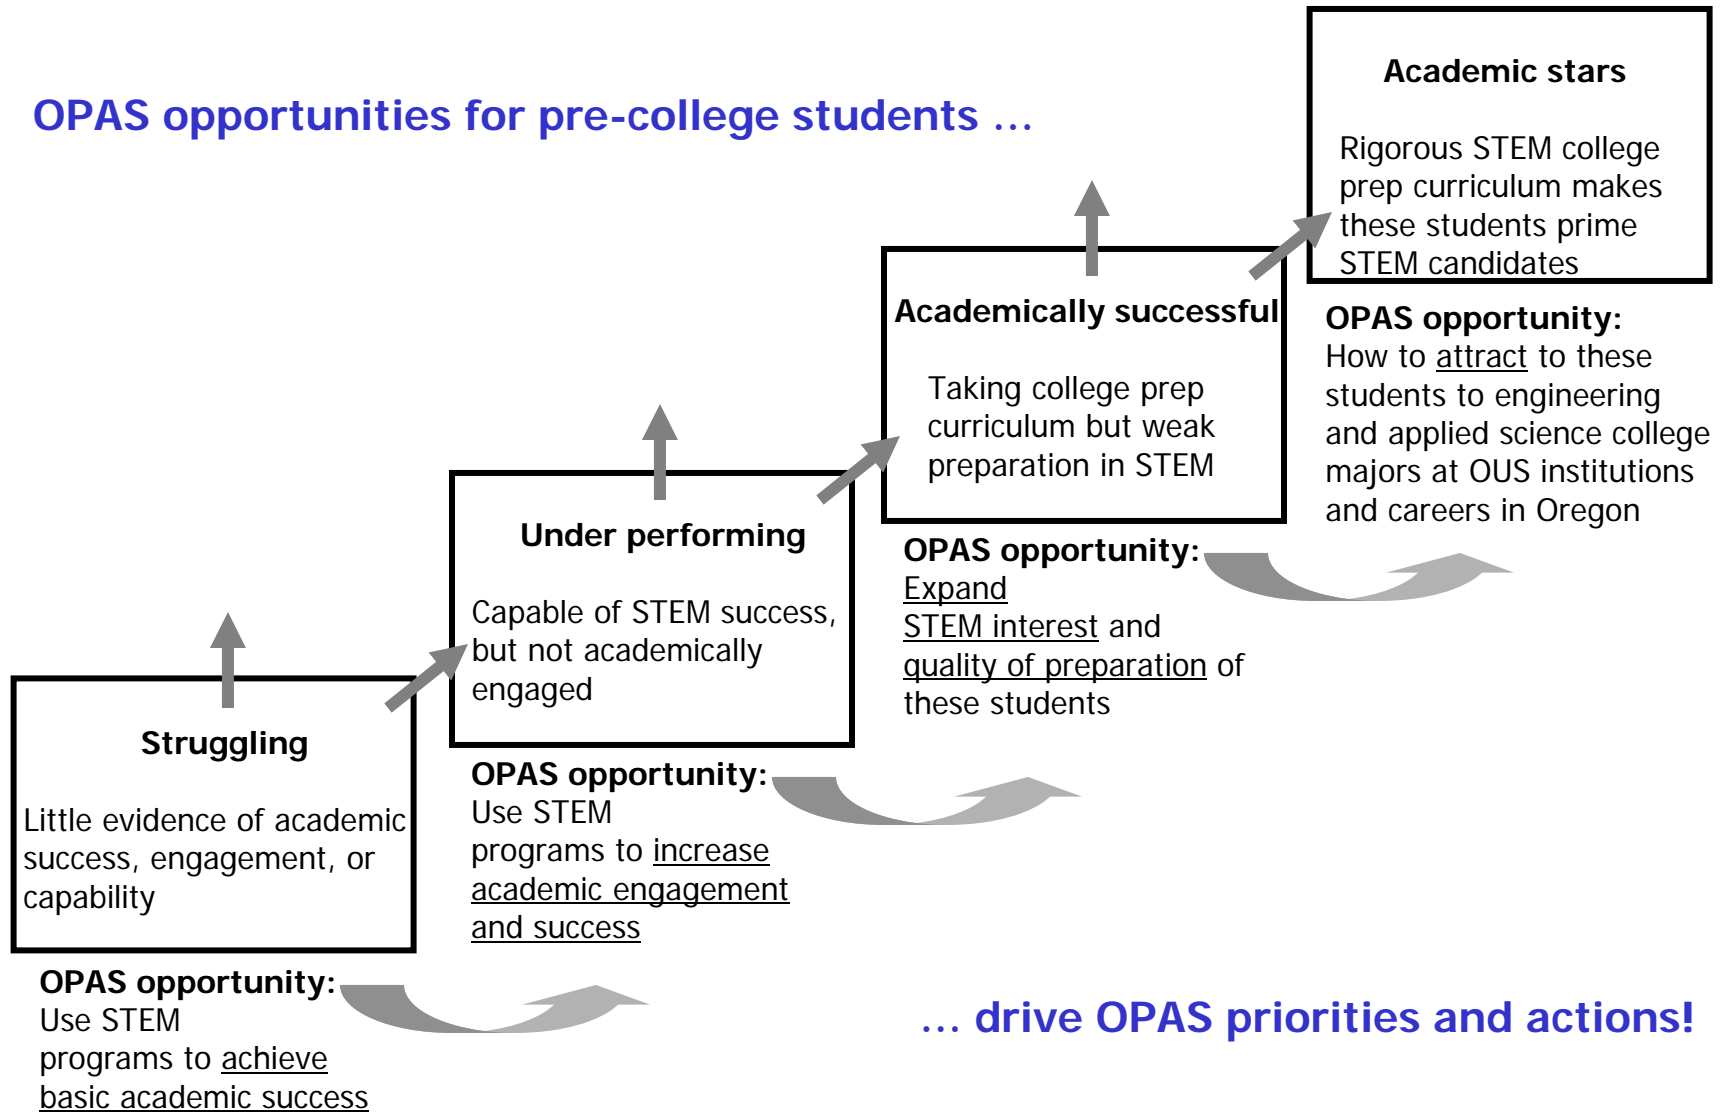 OPAS opportunities for pre-college students ...
Academic stars
Rigorous STEM college
prep curriculum makes
these students prime
STEM candidates
OPAS opportunity:
How to attract to these
students to engineering
and applied science college
majors at OUS institutions
and careers in Oregon
Academically successful
Taking college prep
curriculum but weak
preparation in STEM
OPAS opportunity:
Expand
STEM interest and
quality of preparation of
these students
Under performing
Capable of STEM success,
but not academically
engaged
OPAS opportunity:
Use STEM
programs to increase
academic engagement
and success
Struggling
Little evidence of academic
success, engagement, or
capability
OPAS opportunity:
Use STEM
programs to achieve
basic academic success
... drive OPAS priorities and actions!